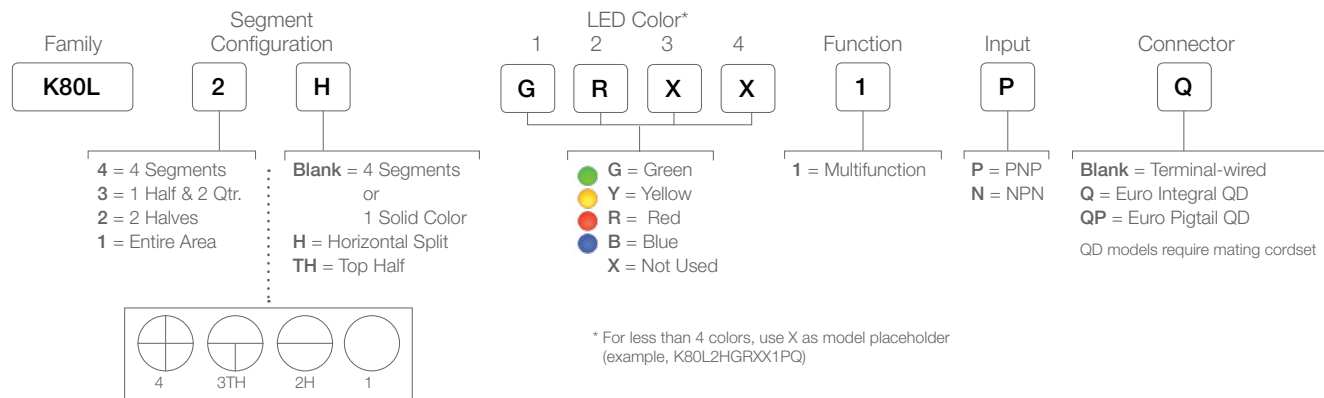 Segment
Configuration
LED Color*
Family
1 2 3 4
Function
Input
Connector
K80L
2
H
G
R
X
X
1
P
Q
4 = 4 Segments
3 = 1 Half & 2 Qtr.
2 = 2 Halves
1 = Entire Area
Blank = 4 Segments
or
1 Solid Color
H = Horizontal Split
TH = Top Half
G = Green
Y = Yellow
R = Red
B = Blue
X = Not Used
1 = Multifunction
P = PNP
N = NPN
Blank = Terminal-wired
Q = Euro Integral QD
QP = Euro Pigtail QD
QD models require mating cordset
4
3TH
2H
1
* For less than 4 colors, use X as model placeholder
(example, K80L2HGRXX1PQ)